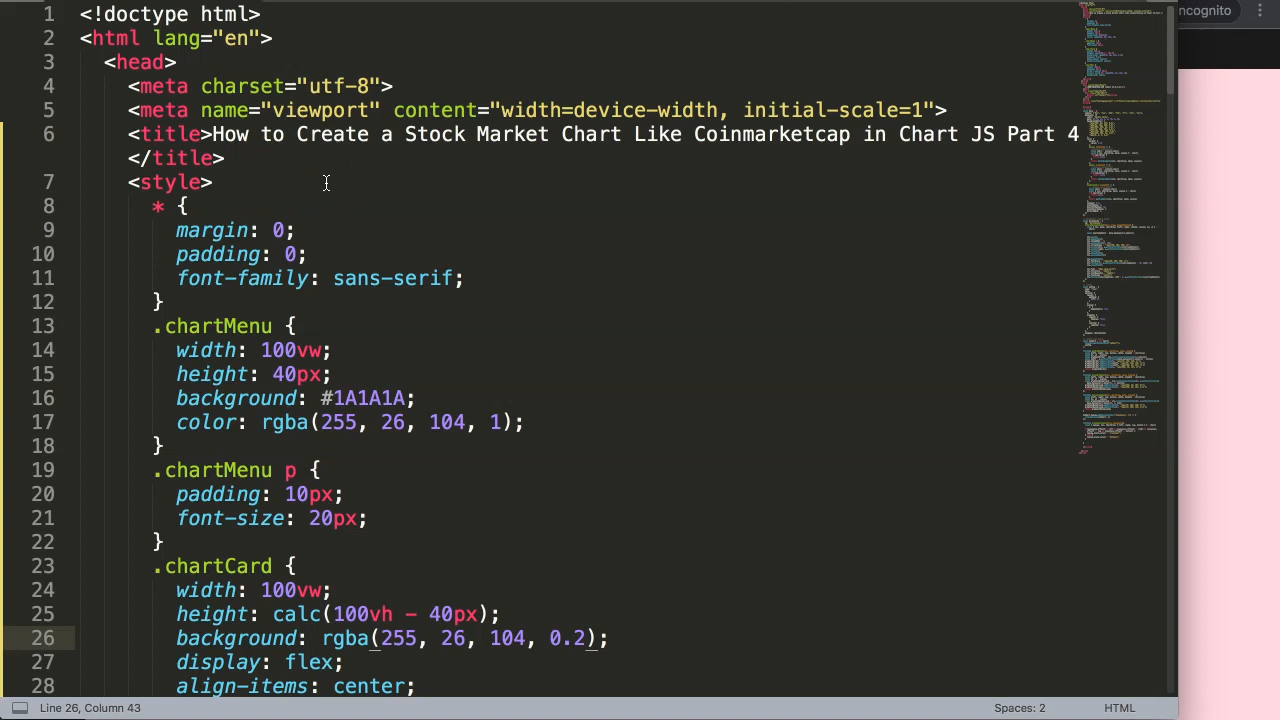 1 <!doctype html>
2 <html lang="en">
3 <head>
4 <meta charset="utf-8">
5 <meta name="viewport" content="width=device-width, initial-scale=1">
6 <title>How to Create a Stock Market Chart Like Coinmarketcap in Chart JS Part 4
</title>
7 <style>
8 * {
9 margin: 0;
10 padding: 0;
11 font-family: sans-serif;
12 }
13 .chartMenu {
14 width: 100vw;
15 height: 40px;
16 background: #1A1A1A;
17 color: rgba(255, 26, 104, 1);
18 }
19 .chartMenu p {
20 padding: 10px;
21 font-size: 20px;
22 }
23 .chartCard {
24 width: 100vw;
25 height: calc(100vh - 40px);
26 background: rgba(255, 26, 104, 0.2);
27 display: flex;
28 align-items: center;
Line 26, Column 43
Spaces: 2
HTML